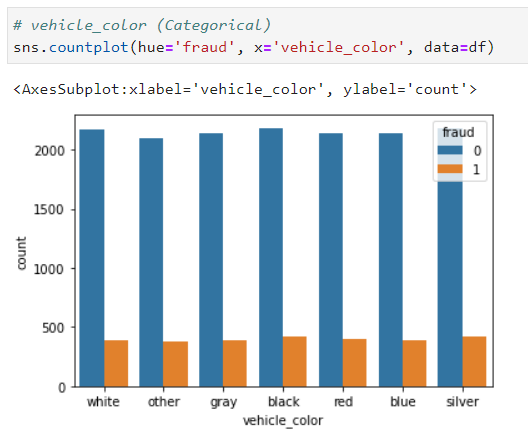 # vehicle_color (Categorical)
sns.countplot(hue='fraud', x='vehicle_color', data=df)
<AxesSubplot:xlabel='vehicle_color', ylabel='count'>
fraud
0
1
2000
1500
1000
500
0
count
white other gray black red blue silver
vehicle_color